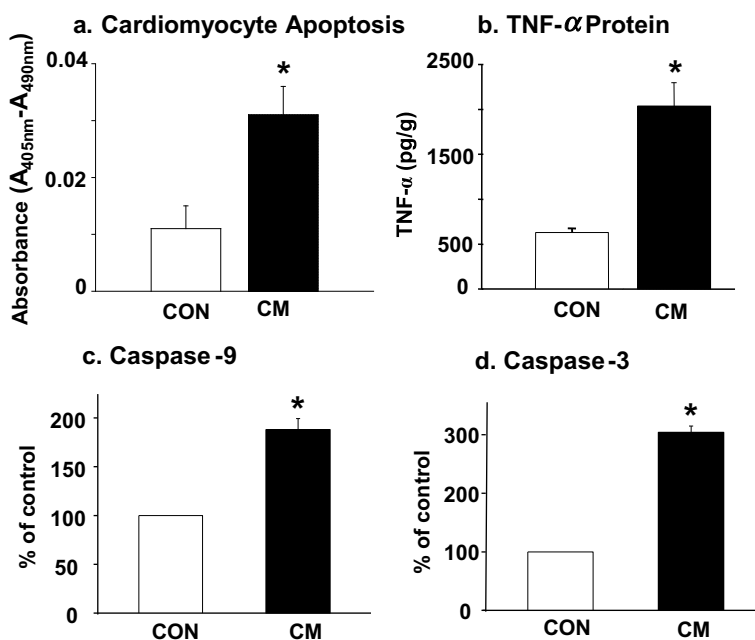 a. Cardiomyocyte Apoptosis
Absorbance (A405nm-A490nm)
0.04
0.02
0
*
CON
CM
b. TNF-α Protein
TNF-α (pg/g)
2500
1500
500
0
*
CON
CM
c. Caspase-9
% of control
200
150
100
50
0
*
CON
CM
d. Caspase-3
% of control
300
200
100
0
*
CON
CM